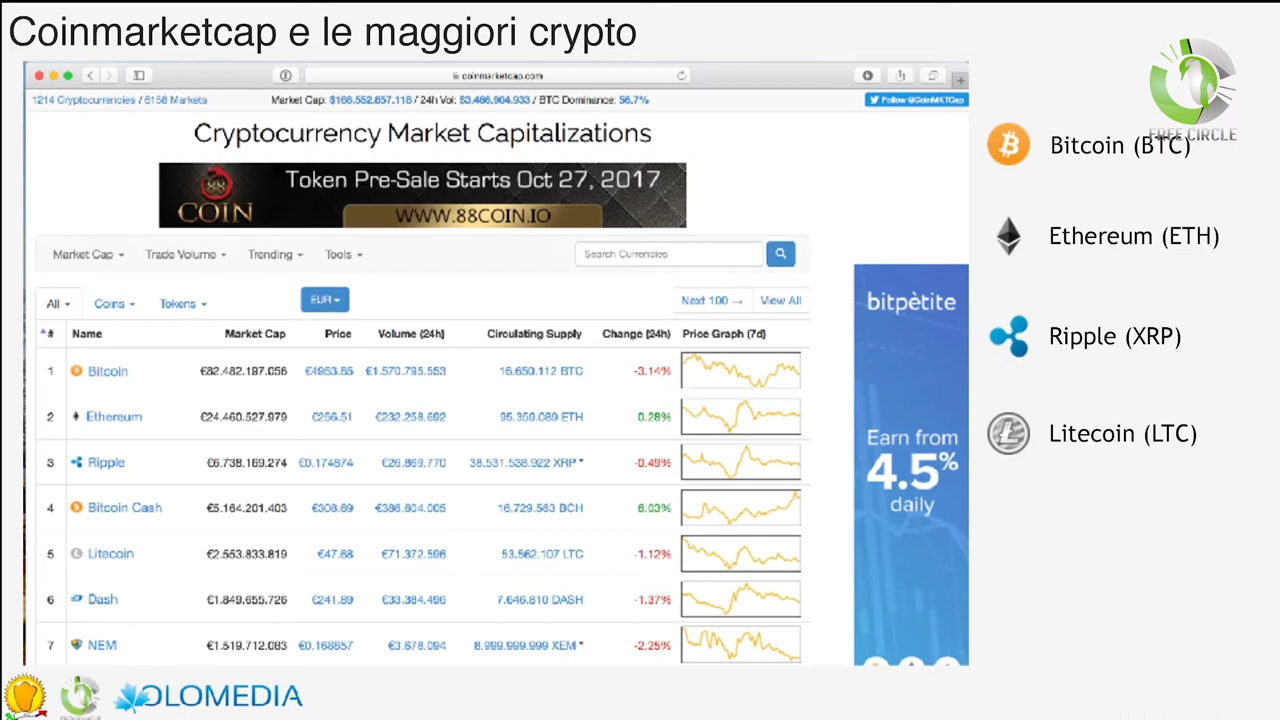 Coinmarketcap e le maggiori crypto
coinmarketcap.com
1214 Cryptocurrencies / 6158 Markets
Market Cap: $168.552.857.118 / 24h Vol: $3.486.904.933 / BTC Dominance: 56.7%
Follow @CoinMKTCap
Cryptocurrency Market Capitalizations
88
COIN
Token Pre-Sale Starts Oct 27, 2017
WWW.88COIN.IO
Market Cap Trade Volume Trending Tools
Search Currencies
All Coins Tokens EUR Next 100 → View All
# Name Market Cap Price Volume (24h) Circulating Supply Change (24h) Price Graph (7d)
1 Bitcoin €82.482.197.056 €4953.85 €1.570.795.553 16.650.112 BTC -3.14%
2 Ethereum €24.460.527.979 €256.51 €232.258.692 95.359.089 ETH 0.28%
3 Ripple €6.738.169.274 €0.174874 €26.869.770 38.531.538.922 XRP * -0.49%
4 Bitcoin Cash €5.164.201.403 €308.69 €386.604.005 16.729.563 BCH 6.03%
5 Litecoin €2.553.833.819 €47.68 €71.372.596 53.562.107 LTC -1.12%
6 Dash €1.849.655.726 €241.89 €33.384.496 7.646.810 DASH -1.37%
7 NEM €1.519.712.083 €0.168857 €3.678.094 8.999.999.999 XEM * -2.25%
bitpètite
Earn from
4.5%
daily
FREE CIRCLE
Bitcoin (BTC)
Ethereum (ETH)
Ripple (XRP)
Litecoin (LTC)
OLOMEDIA